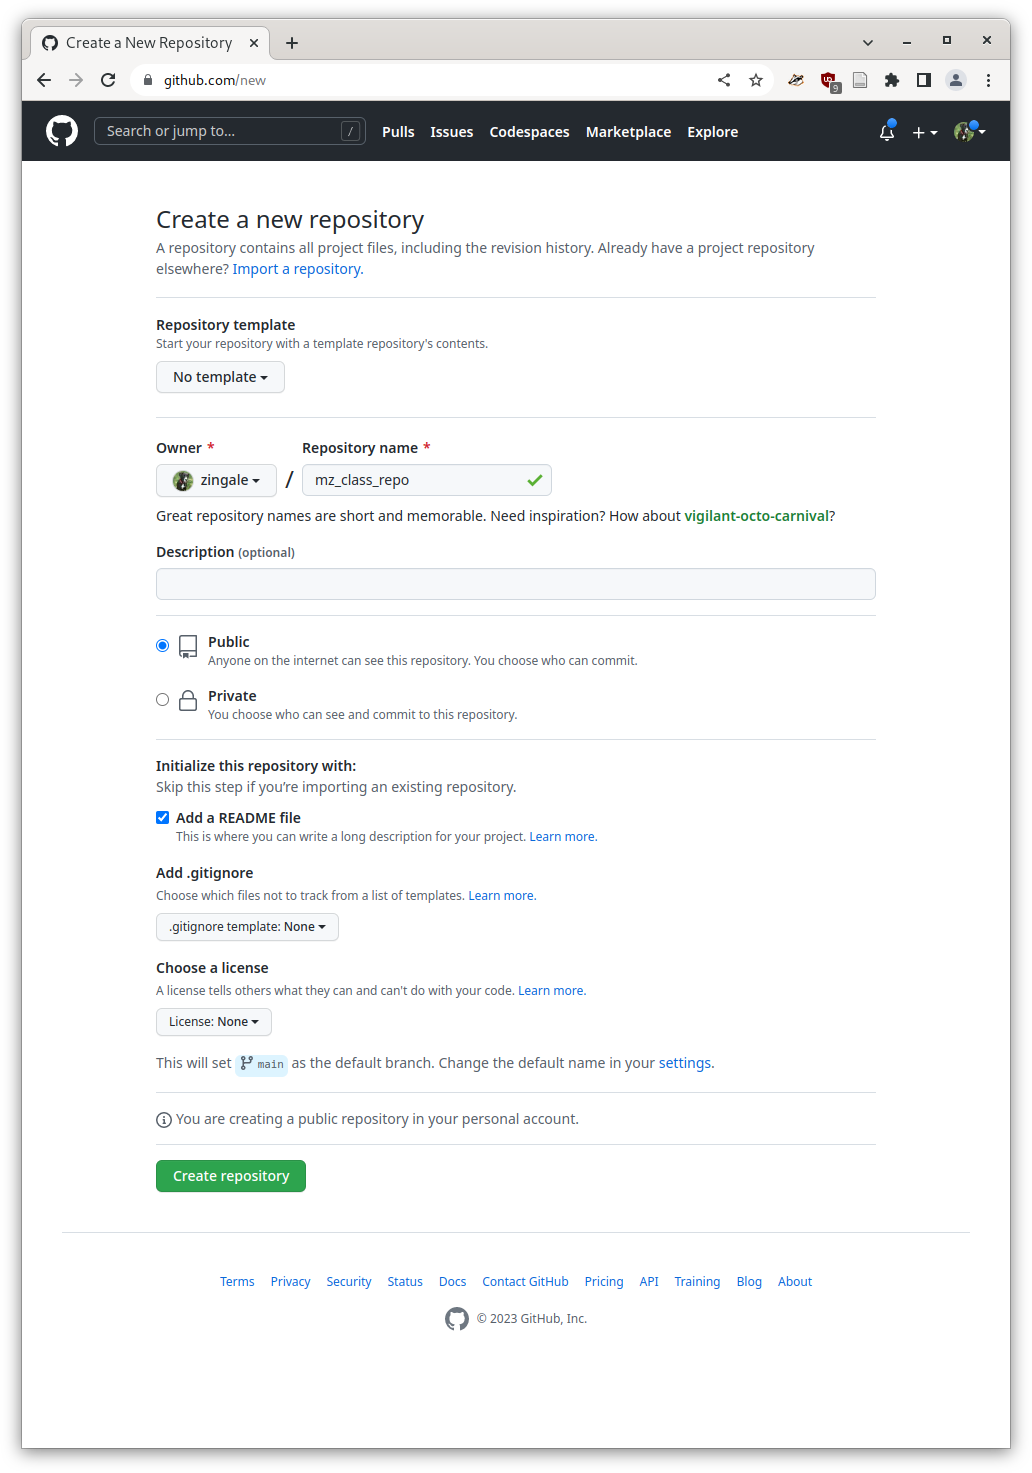 Create a New Repository
github.com/new
9
Search or jump to...
/
Pulls Issues Codespaces Marketplace Explore
Create a new repository
A repository contains all project files, including the revision history. Already have a project repository
elsewhere? Import a repository.
Repository template
Start your repository with a template repository's contents.
No template
Owner * Repository name *
zingale / mz_class_repo
Great repository names are short and memorable. Need inspiration? How about vigilant-octo-carnival?
Description (optional)
Public
Anyone on the internet can see this repository. You choose who can commit.
Private
You choose who can see and commit to this repository.
Initialize this repository with:
Skip this step if you’re importing an existing repository.
Add a README file
This is where you can write a long description for your project. Learn more.
Add .gitignore
Choose which files not to track from a list of templates. Learn more.
.gitignore template: None
Choose a license
A license tells others what they can and can't do with your code. Learn more.
License: None
This will set main as the default branch. Change the default name in your settings.
You are creating a public repository in your personal account.
Create repository
Terms Privacy Security Status Docs Contact GitHub Pricing API Training Blog About
© 2023 GitHub, Inc.